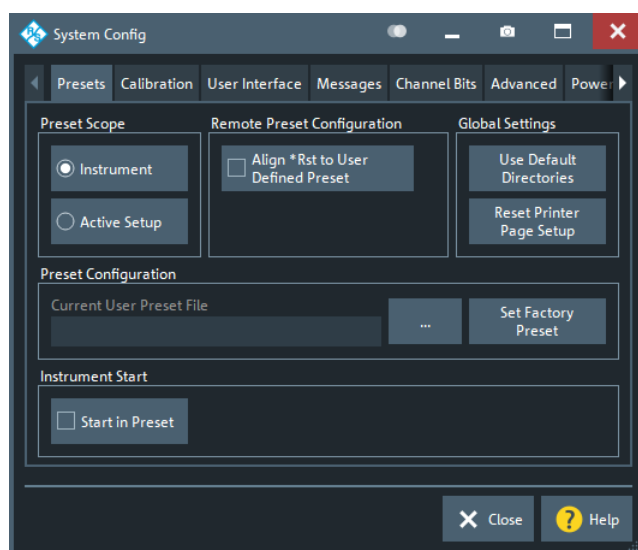 System Config
Presets Calibration User Interface Messages Channel Bits Advanced Power
Preset Scope
Remote Preset Configuration
Global Settings
Instrument
Align *Rst to User
Defined Preset
Use Default
Directories
Active Setup
Reset Printer
Page Setup
Preset Configuration
Current User Preset File
...
Set Factory
Preset
Instrument Start
Start in Preset
Close
? Help